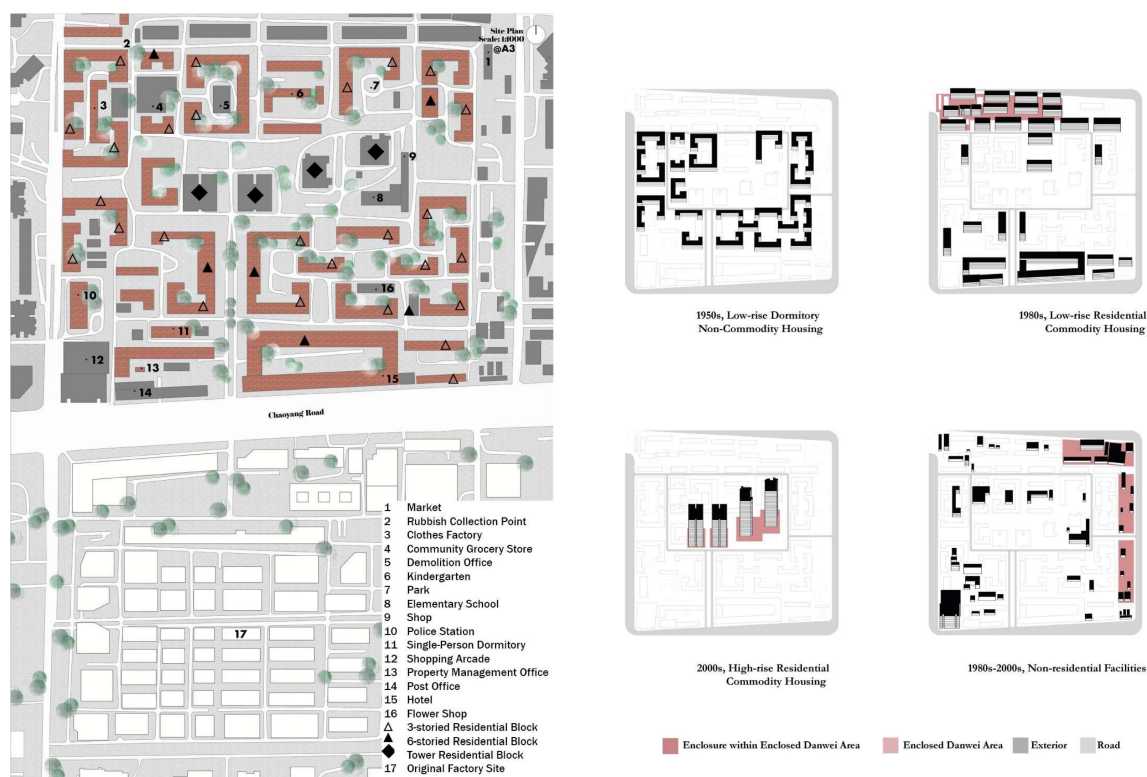 Site Plan
Scale: 1:1000
@A3
2
1
3
4
5
6
7
9
8
10
16
11
12
13
14
15
Chaoyang Road
17
1 Market
2 Rubbish Collection Point
3 Clothes Factory
4 Community Grocery Store
5 Demolition Office
6 Kindergarten
7 Park
8 Elementary School
9 Shop
10 Police Station
11 Single-Person Dormitory
12 Shopping Arcade
13 Property Management Office
14 Post Office
15 Hotel
16 Flower Shop
3-storied Residential Block
6-storied Residential Block
Tower Residential Block
17 Original Factory Site
1950s, Low-rise Dormitory
Non-Commodity Housing
1980s, Low-rise Residential
Commodity Housing
2000s, High-rise Residential
Commodity Housing
1980s-2000s, Non-residential Facilities
Enclosure within Enclosed Danwei Area
Enclosed Danwei Area
Exterior
Road